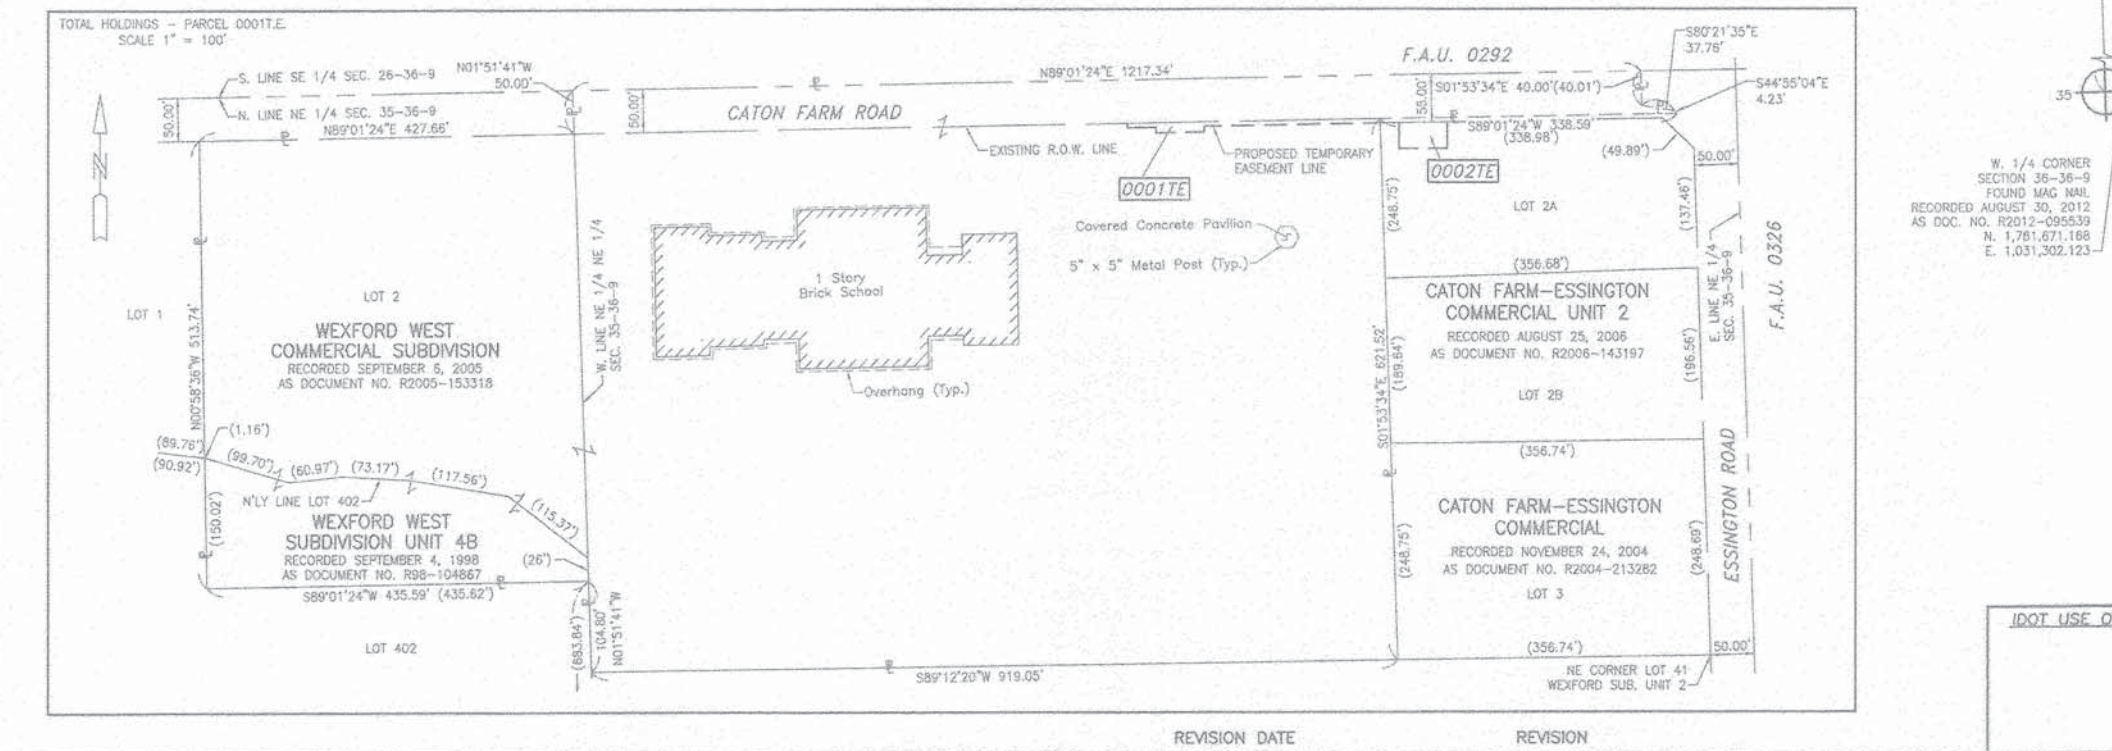 TOTAL HOLDINGS - PARCEL 0001T.E.
SCALE 1" = 100'
S. LINE SE 1/4 SEC. 26-36-9
N. LINE NE 1/4 SEC. 35-36-9
50.00'
N89°01'24"E 427.66'
N01°51'41"W
50.00'
50.00'
CATON FARM ROAD
N89°01'24"E 1217.34'
F.A.U. 0292
S80°21'35"E
37.76'
S01°53'34"E 40.00'(40.01')
S44°55'04"E
4.23'
S89°01'24"W 338.59'
(338.98')
(49.89')
50.00'
EXISTING R.O.W. LINE
PROPOSED TEMPORARY
EASEMENT LINE
0001TE
0002TE
N
LOT 1
LOT 2
WEXFORD WEST
COMMERCIAL SUBDIVISION
RECORDED SEPTEMBER 6, 2005
AS DOCUMENT NO. R2005-153318
N00°58'36"W 513.74'
W. LINE NE 1/4 NE 1/4
SEC. 35-36-9
1 Story
Brick School
Overhang (Typ.)
Covered Concrete Pavilion
5" x 5" Metal Post (Typ.)
(248.75')
LOT 2A
(137.46')
(356.68')
CATON FARM-ESSINGTON
COMMERCIAL UNIT 2
RECORDED AUGUST 25, 2006
AS DOCUMENT NO. R2006-143197
LOT 2B
S01°53'34"E 621.52'
(189.64')
(196.56')
E. LINE NE 1/4
SEC. 35-36-9
F.A.U. 0326
ESSINGTON ROAD
(356.74')
CATON FARM-ESSINGTON
COMMERCIAL
RECORDED NOVEMBER 24, 2004
AS DOCUMENT NO. R2004-213282
LOT 3
(248.75')
(248.69')
(356.74')
50.00'
NE CORNER LOT 41
WEXFORD SUB. UNIT 2
(89.76')
(90.92')
(1.16')
(99.70')
(60.97')
(73.17')
(117.56')
(115.37')
N'LY LINE LOT 402
(150.02')
WEXFORD WEST
SUBDIVISION UNIT 4B
RECORDED SEPTEMBER 4, 1998
AS DOCUMENT NO. R98-104867
(26')
S89°01'24"W 435.59' (435.62')
LOT 402
(683.84')
104.80'
N01°51'41"W
S89°12'20"W 919.05'
35
W. 1/4 CORNER
SECTION 36-36-9
FOUND MAG NAIL
RECORDED AUGUST 30, 2012
AS DOC. NO. R2012-095539
N. 1,761,671.168
E. 1,031,302.123
IDOT USE O
REVISION DATE
REVISION